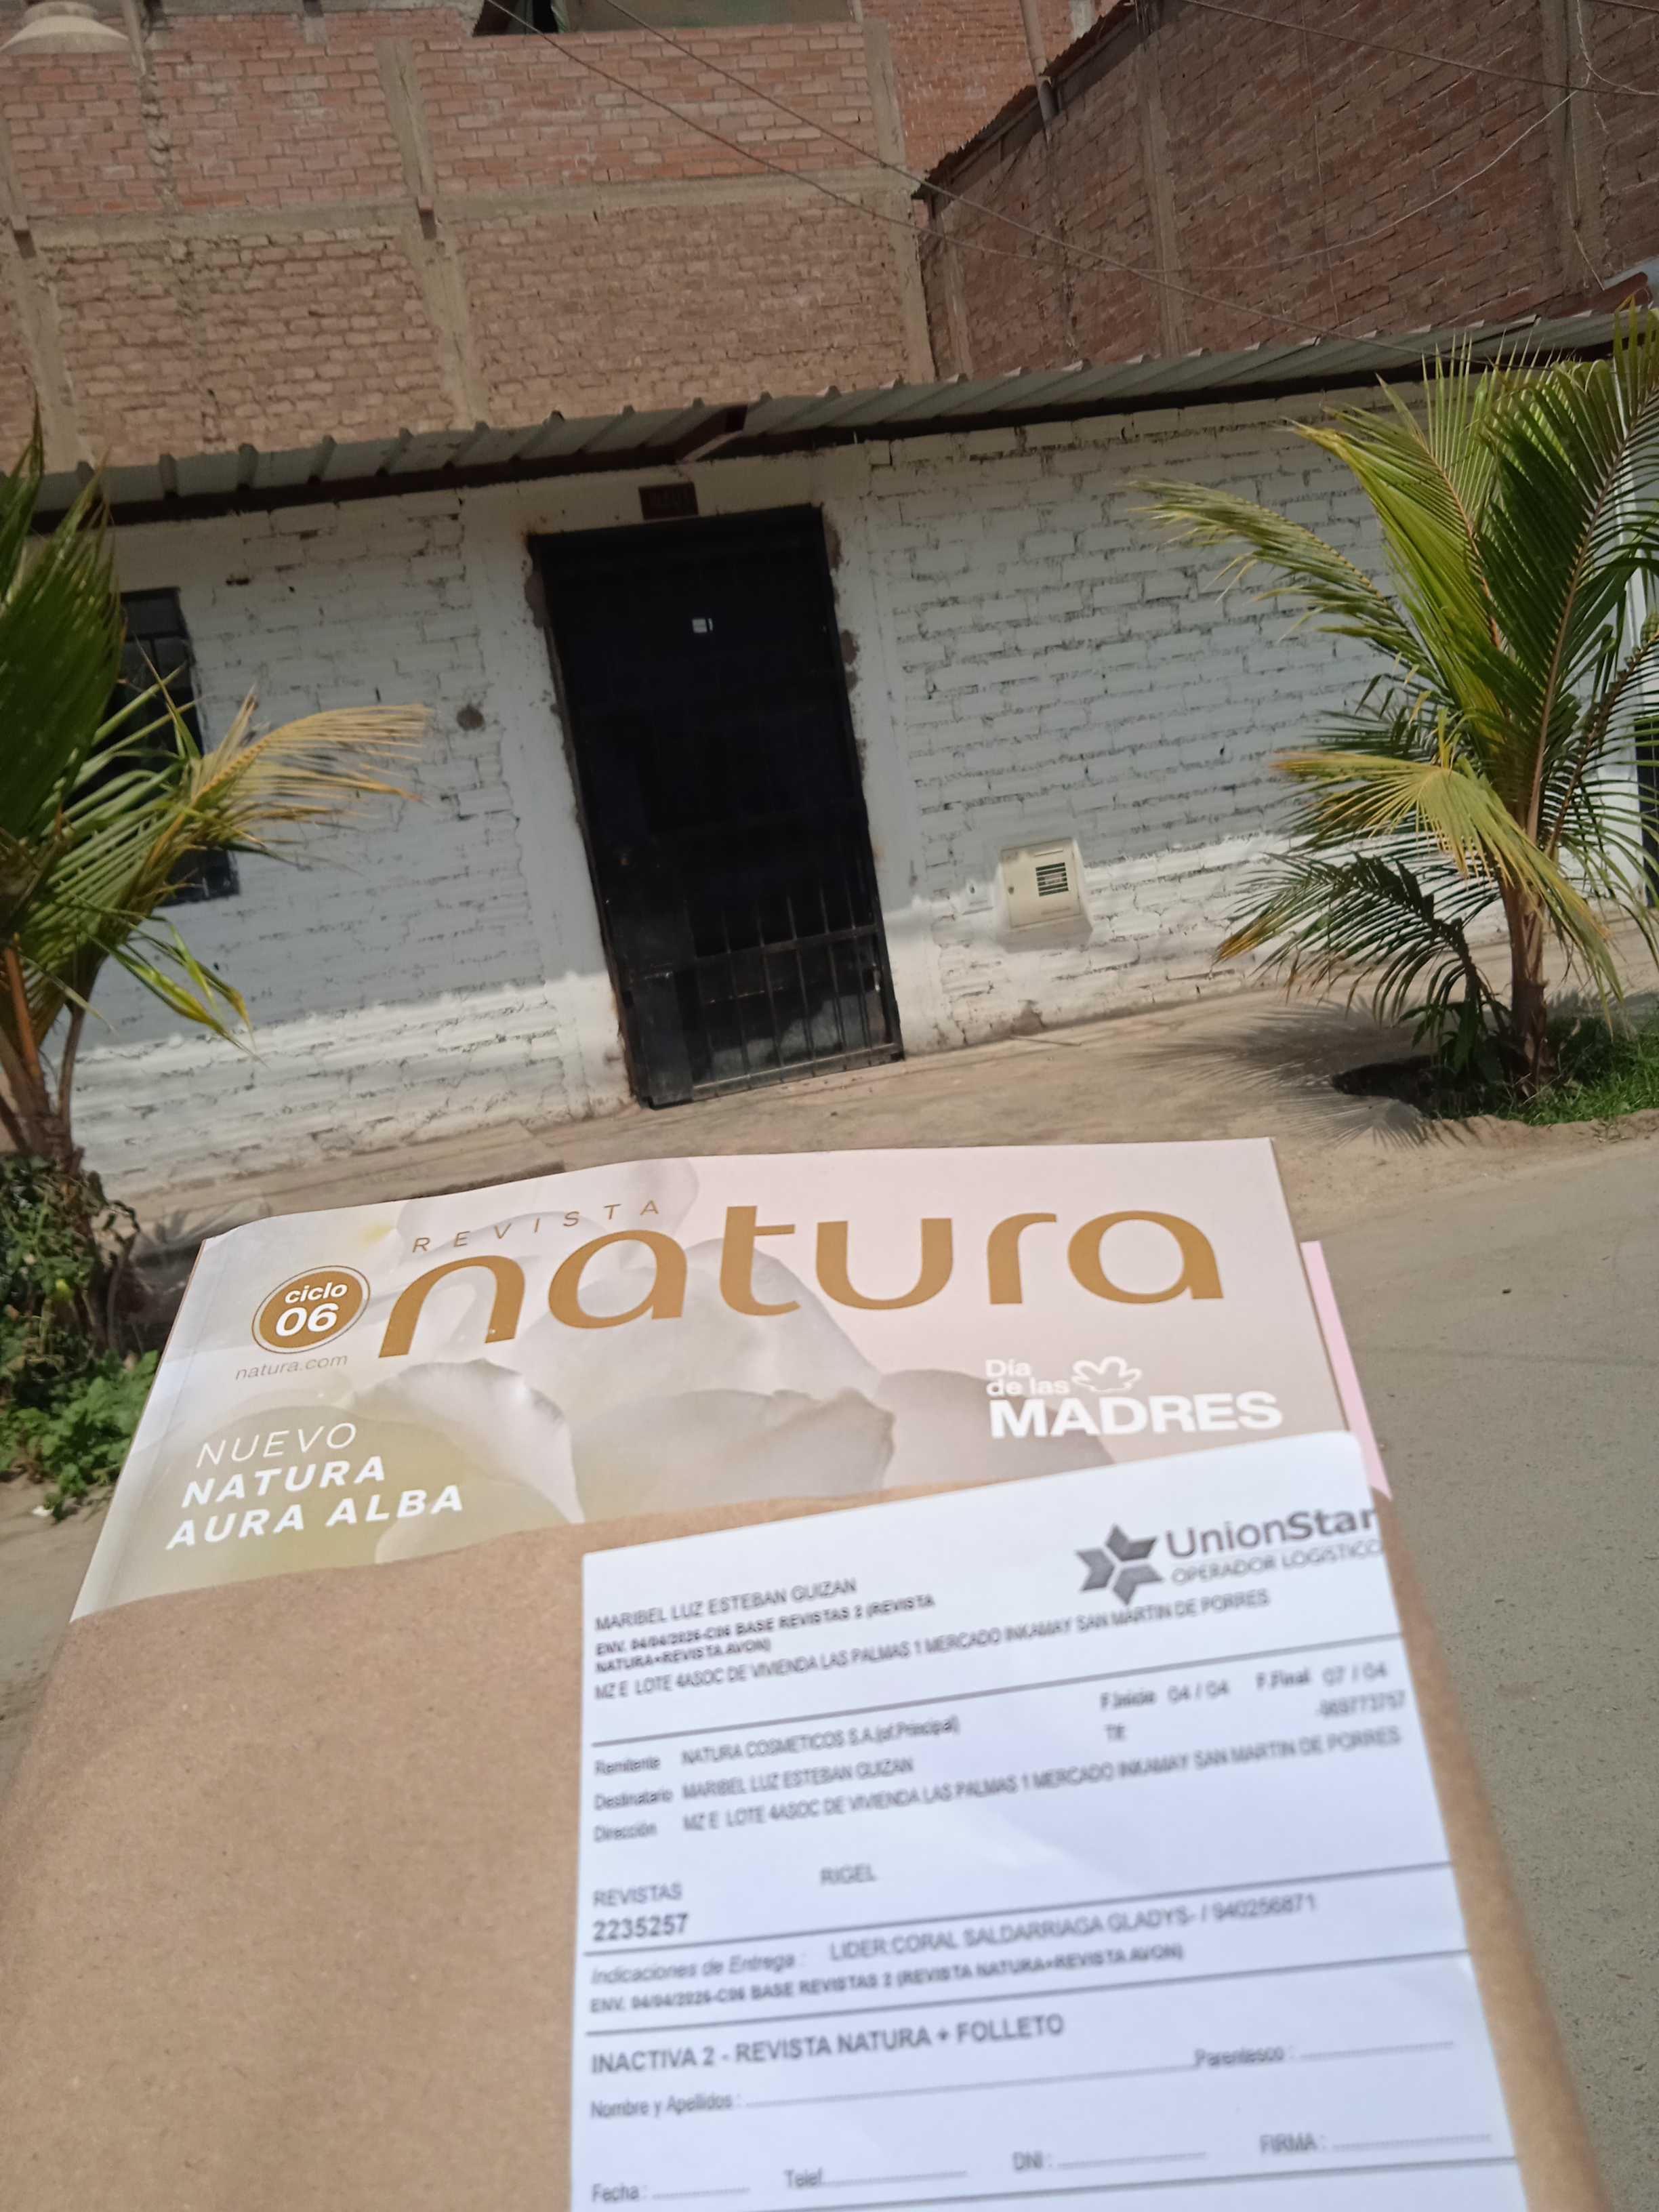 REVISTA
natura
ciclo
06
natura.com
Día
de las
MADRES
NUEVO
NATURA
AURA ALBA
UnionStar
OPERADOR LOGISTICO
MARIBEL LUZ ESTEBAN GUIZAN
ENV. 04/04/2026-C06 BASE REVISTAS 2 (REVISTA
NATURA+REVISTA AVON)
MZ E LOTE 4ASOC DE VIVIENDA LAS PALMAS 1 MERCADO INKAMAY SAN MARTIN DE PORRES
F.Inicio 04 / 04 F.Final 07 / 04
Remitente NATURA COSMETICOS S.A.(of.Principal) Tlf: -969773757
Destinatario MARIBEL LUZ ESTEBAN GUIZAN
Dirección MZ E LOTE 4ASOC DE VIVIENDA LAS PALMAS 1 MERCADO INKAMAY SAN MARTIN DE PORRES
REVISTAS RIGEL
2235257
Indicaciones de Entrega : LIDER:CORAL SALDARRIAGA GLADYS- / 940256871
ENV. 04/04/2026-C06 BASE REVISTAS 2 (REVISTA NATURA+REVISTA AVON)
INACTIVA 2 - REVISTA NATURA + FOLLETO
Nombre y Apellidos : Parentesco :
Fecha : Telef. DNI : FIRMA :